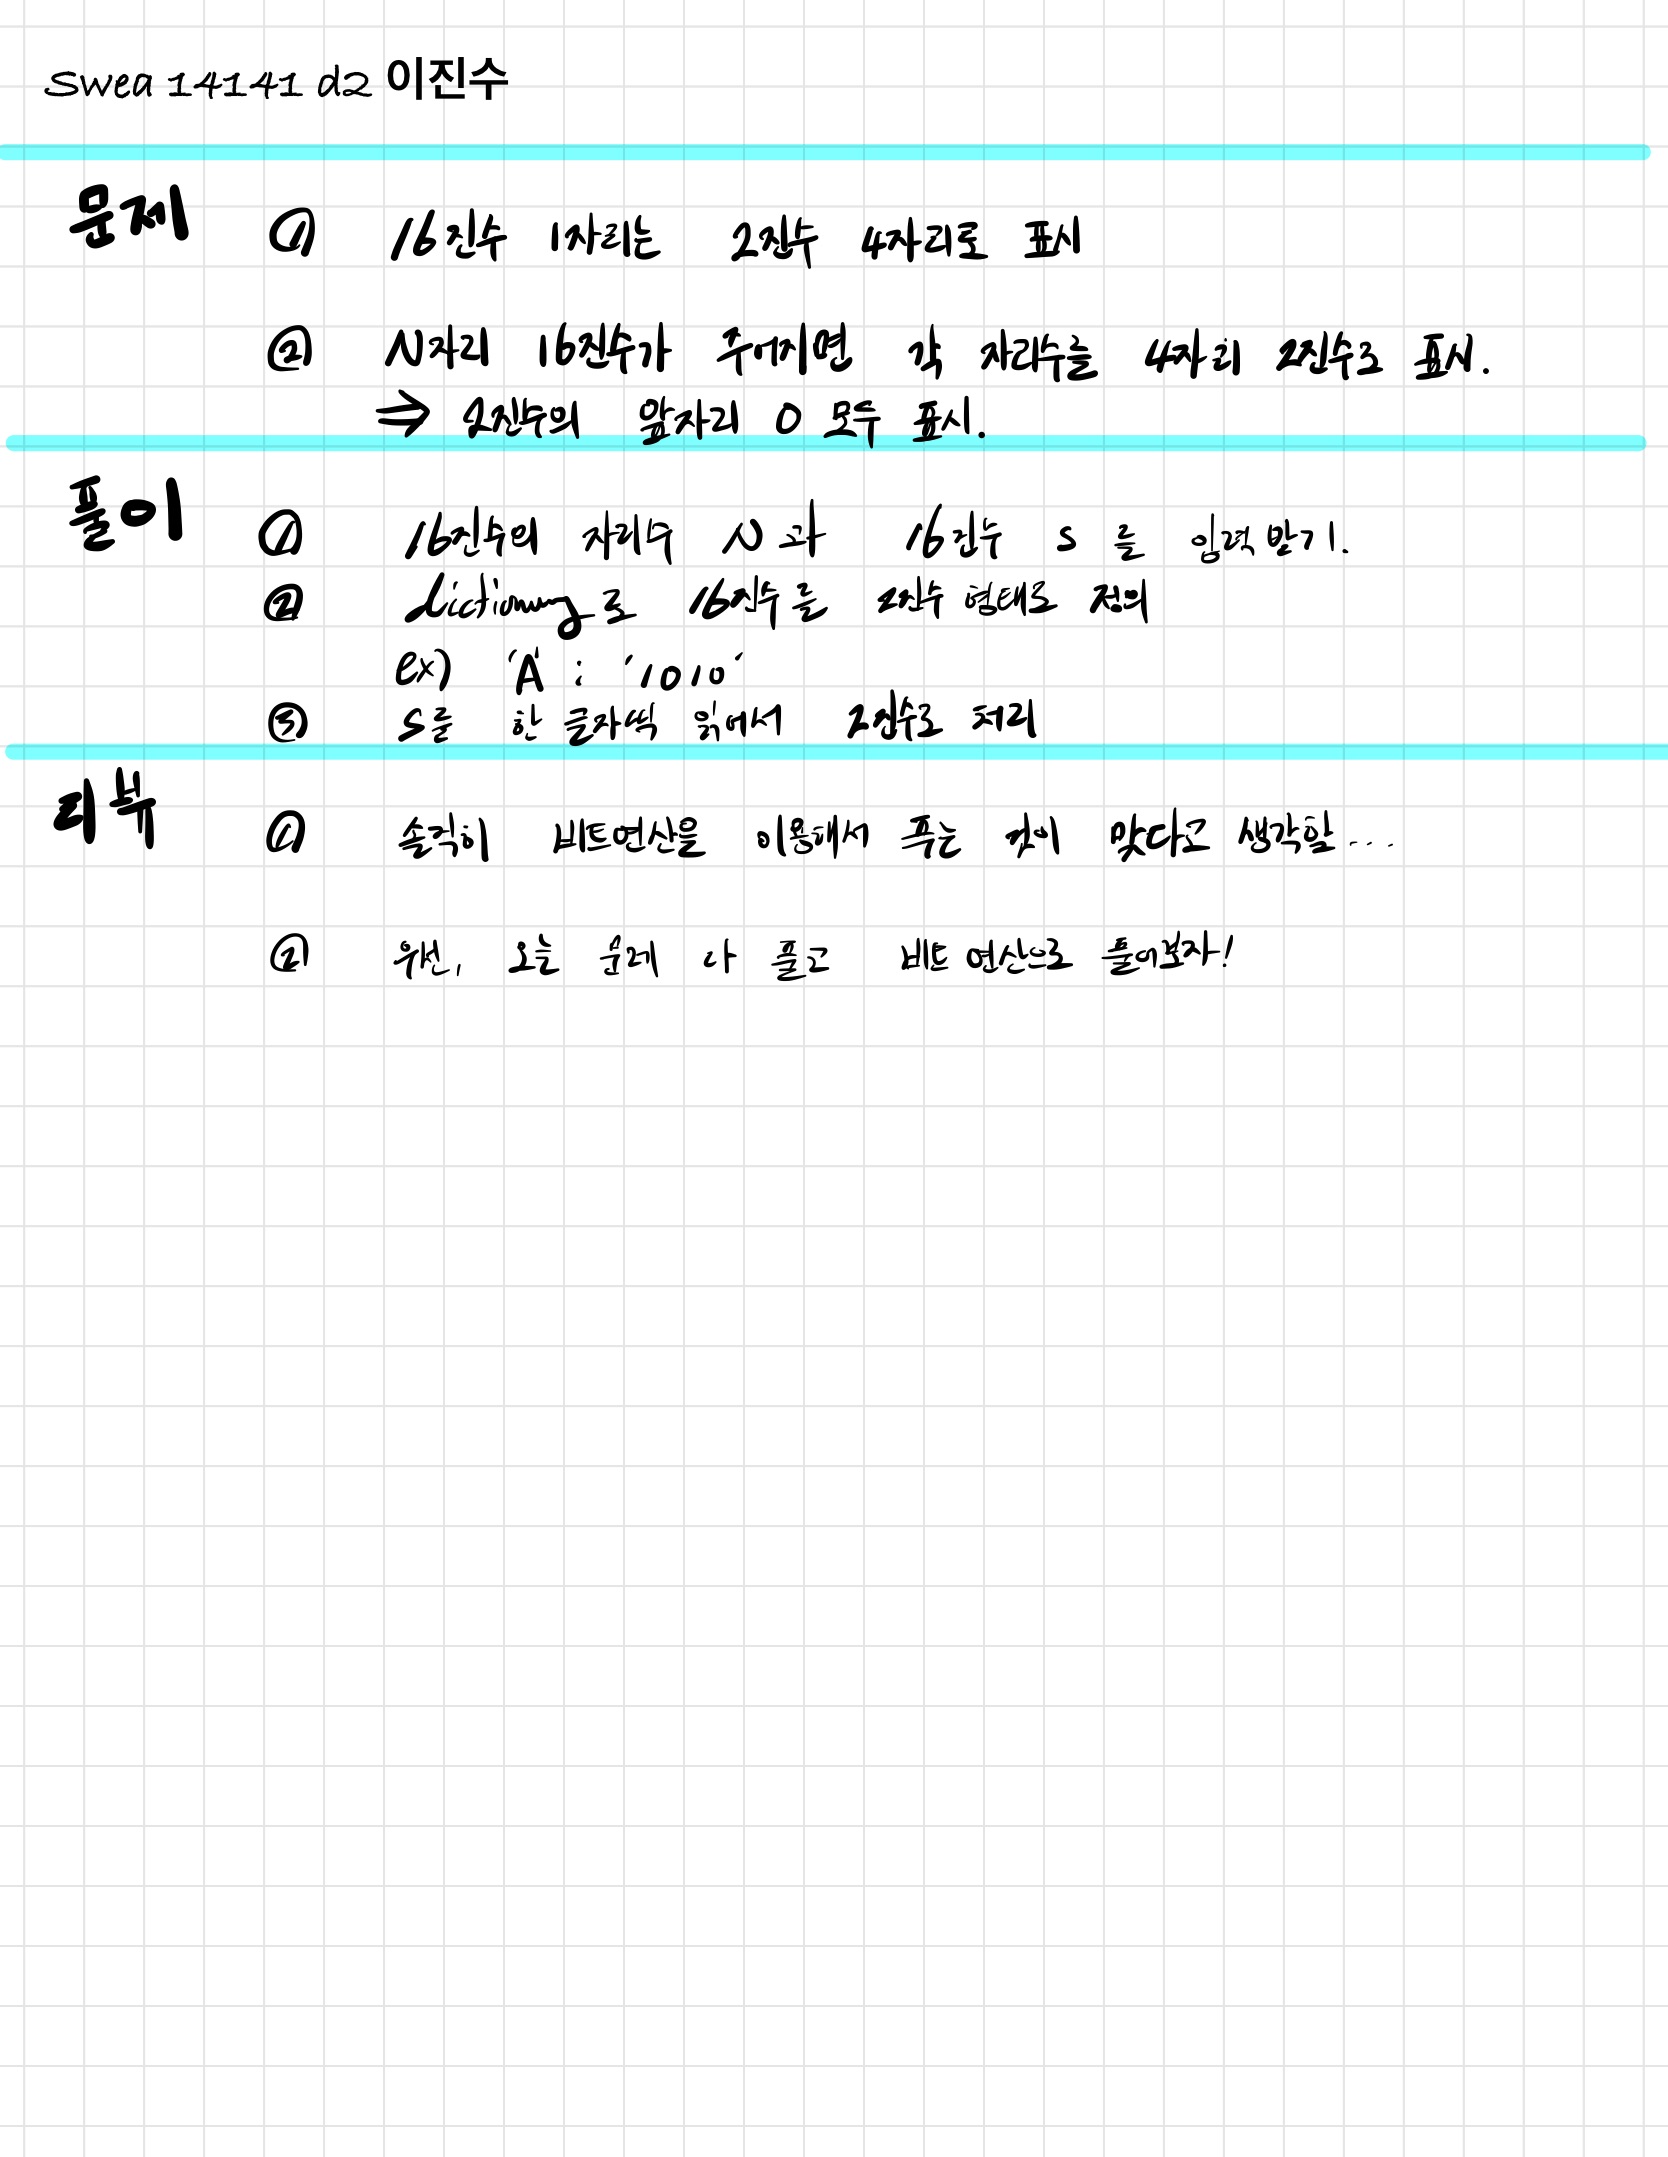 Swea 14141 d2 이진수
문제 ① 16진수 1자리는 2진수 4자리로 표시
② N자리 16진수가 주어지면 각 자리수를 4자리 2진수로 표시.
⇒ 2진수의 앞자리 0 모두 표시.
풀이 ① 16진수의 자리수 N과 16진수 s를 입력받기.
② dictionary로 16진수를 2진수 형태로 정의
ex) 'A' : '1010'
③ s를 한 글자씩 읽어서 2진수로 처리
리뷰 ① 솔직히 비트연산을 이용해서 푸는 것이 맞다고 생각함...
② 우선, 오늘 문제 다 풀고 비트 연산으로 풀어보자!